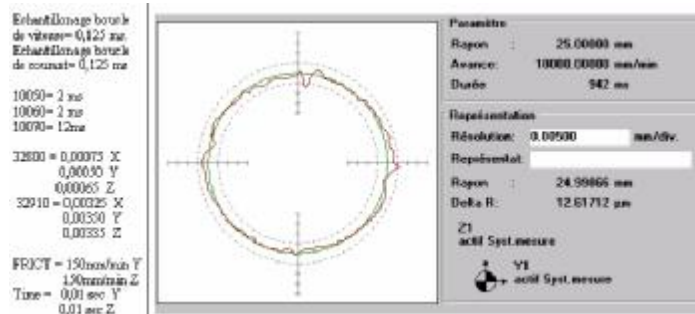 Echantillonage boucle
de vitesse= 0,125 ms.
Echantillonage boucle
de courant= 0,125 ms
10050= 2 ms
10060= 2 ms
10070= 12ms
32800 = 0,00075 X
0,00050 Y
0,00065 Z
32910 = 0,00325 X
0,00350 Y
0,00335 Z
FRICT = 150mm/min Y
150mm/min Z
Time = 0,01 sec Y
0,01 sec Z
Paramètre
Rayon : 25.00000 mm
Avance: 10000.00000 mm/min
Durée 942 ms
Représentation
Résolution: 0.00500 mm/div.
Représentat
Rayon : 24.99866 mm
Delta R: 12.61712 µm
Z1
actif Syst.mesure
Y1
actif Syst.mesure